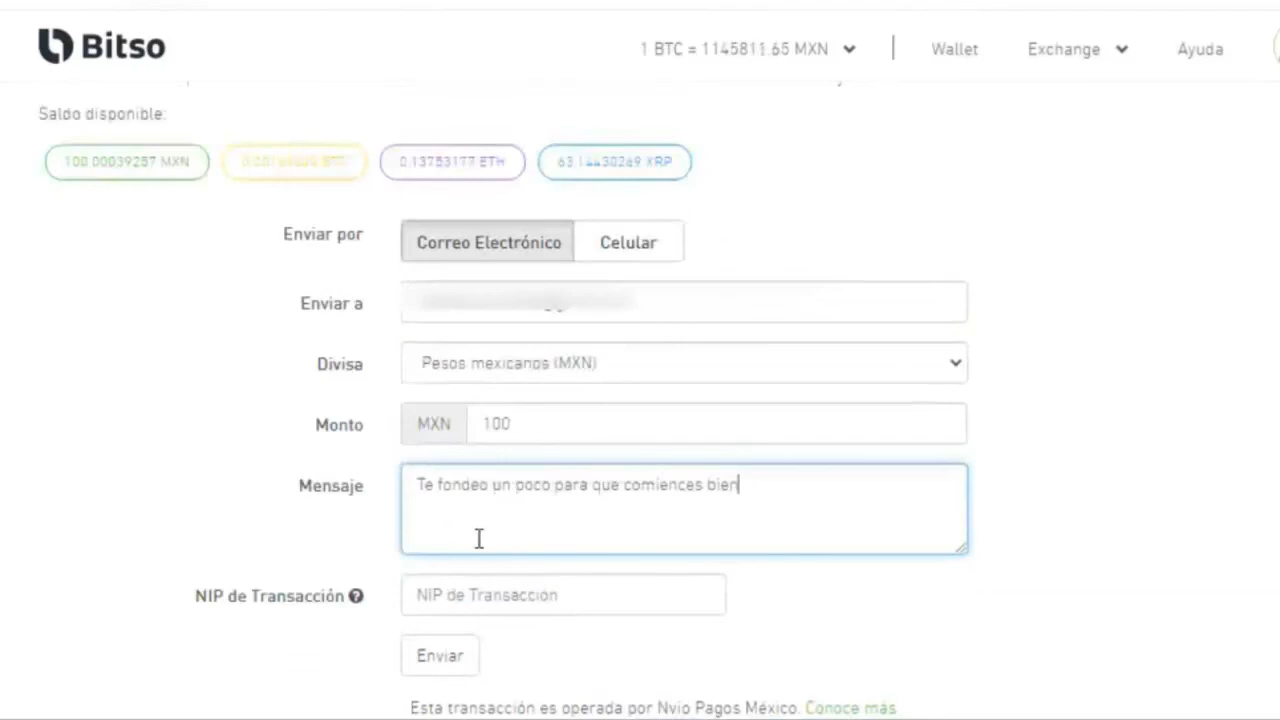 Bitso
1 BTC = 1145811.65 MXN
Wallet
Exchange
Ayuda
Saldo disponible:
100.00039257 MXN
0.13753177 ETH
63.14430269 XRP
Enviar por
Correo Electrónico
Celular
Enviar a
Divisa
Pesos mexicanos (MXN)
Monto
MXN
100
Mensaje
Te fondeo un poco para que comiences bien
NIP de Transacción
NIP de Transacción
Enviar
Esta transacción es operada por Nvio Pagos México. Conoce más